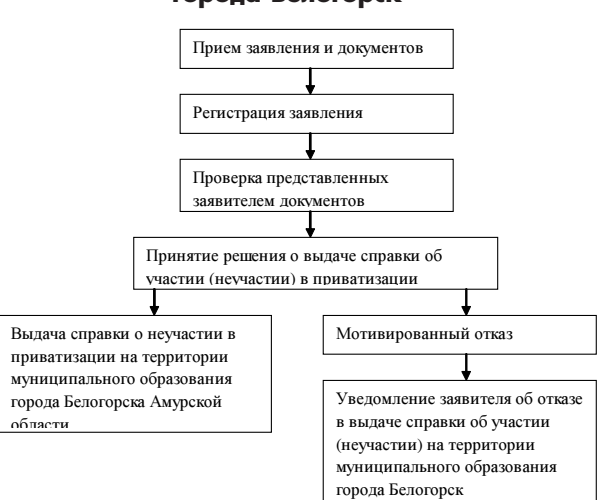 города Белогорск
Прием заявления и документов
Регистрация заявления
Проверка представленных
заявителем документов
Принятие решения о выдаче справки об
участии (неучастии) в приватизации
Выдача справки о неучастии в
приватизации на территории
муниципального образования
города Белогорска Амурской
области
Мотивированный отказ
Уведомление заявителя об отказе
в выдаче справки об участии
(неучастии) на территории
муниципального образования
города Белогорск